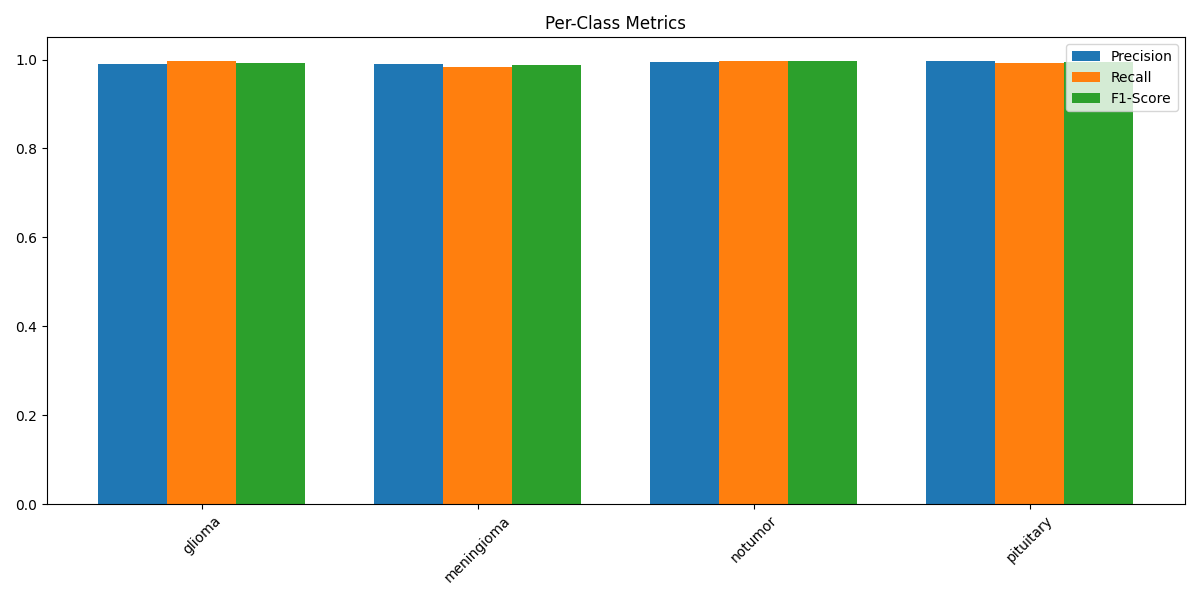 Per-Class Metrics
1.0
0.8
0.6
0.4
0.2
0.0
Precision
Recall
F1-Score
glioma
meningioma
notumor
pituitary